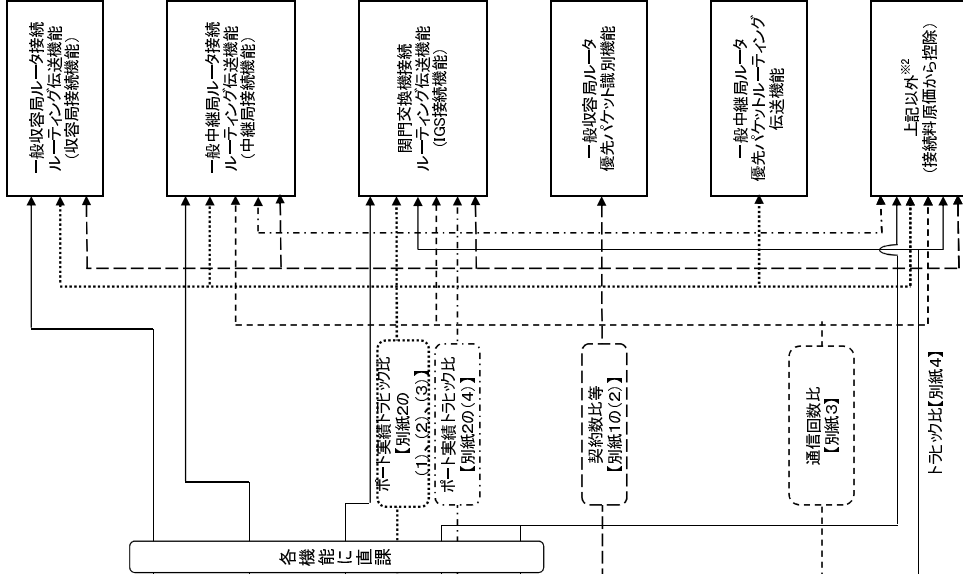 一般収容局ルータ接続
ルーティング伝送機能
(収容局接続機能)
一般中継局ルータ接続
ルーティング伝送機能
(中継局接続機能)
関門交換機接続
ルーティング伝送機能
(IGS接続機能)
一般収容局ルータ
優先パケット識別機能
一般中継局ルータ
優先パケットルーティング
伝送機能
上記以外※2
(接続料原価から控除)
ポート実績トラヒック比
【別紙2の
(1)、(2)、(3)】
ポート実績トラヒック比
【別紙2の(4)】
契約数比等
【別紙1の(2)】
通信回数比
【別紙3】
トラヒック比【別紙4】
各機能に直課